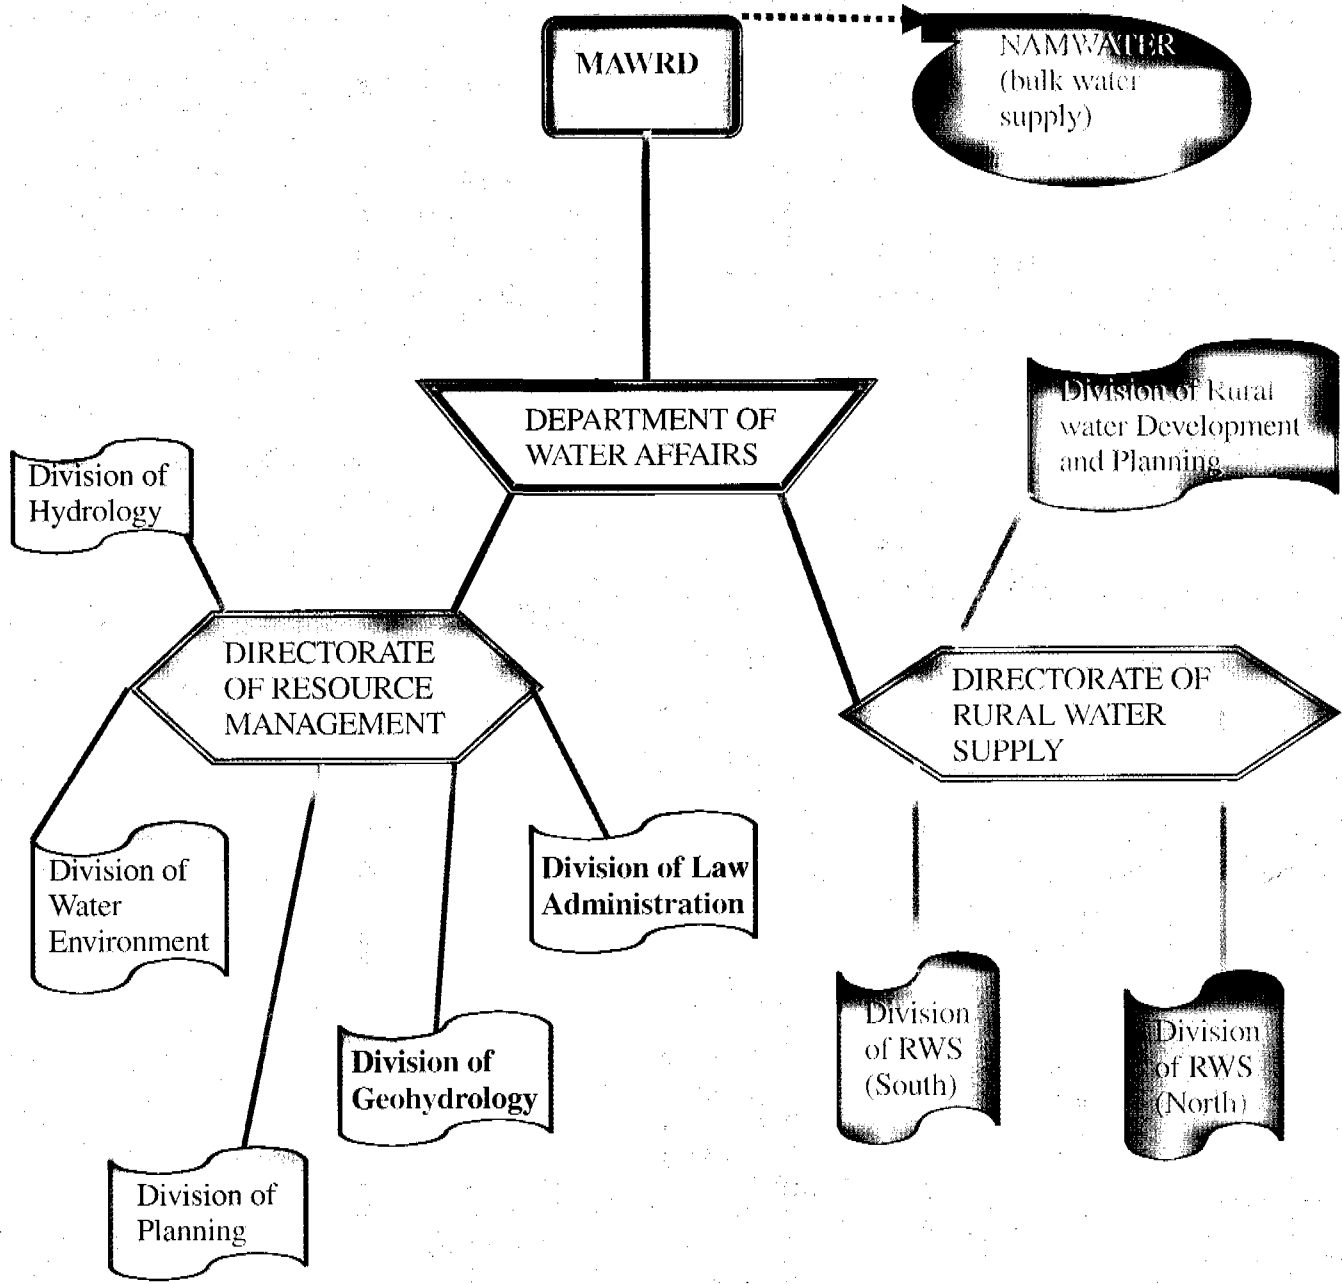 MAWRD
NAMWATER
(bulk water
supply)
DEPARTMENT OF
WATER AFFAIRS
Division of Rural
water Development
and Planning
Division of
Hydrology
DIRECTORATE
OF RESOURCE
MANAGEMENT
DIRECTORATE OF
RURAL WATER
SUPPLY
Division of
Water
Environment
Division of Law
Administration
Division of
Geohydrology
Division of
Planning
Division
of RWS
(South)
Division
of RWS
(North)